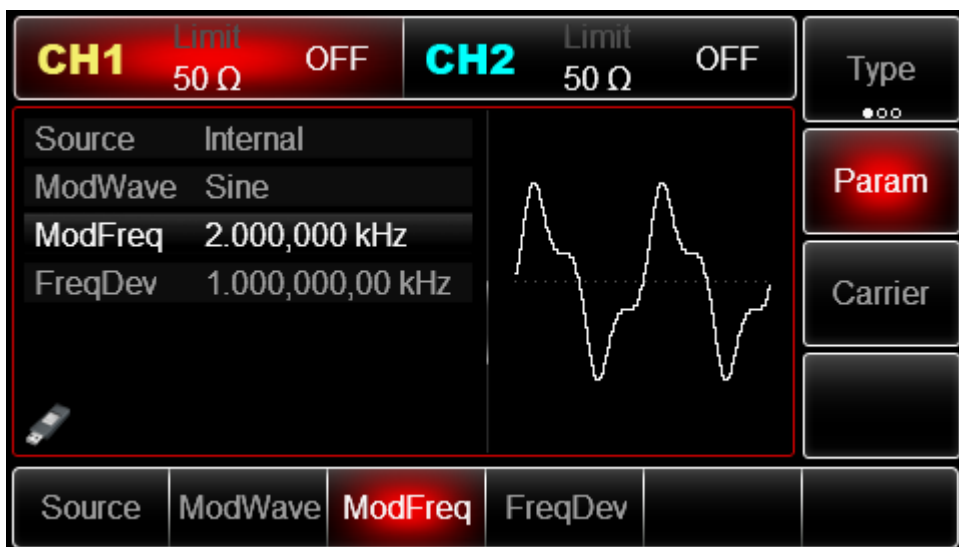 CH1 Limit 50 Ω OFF CH2 Limit 50 Ω OFF
Type
Source Internal
ModWave Sine
ModFreq 2.000,000 kHz
FreqDev 1.000,000,00 kHz
Param
Carrier
Source ModWave ModFreq FreqDev